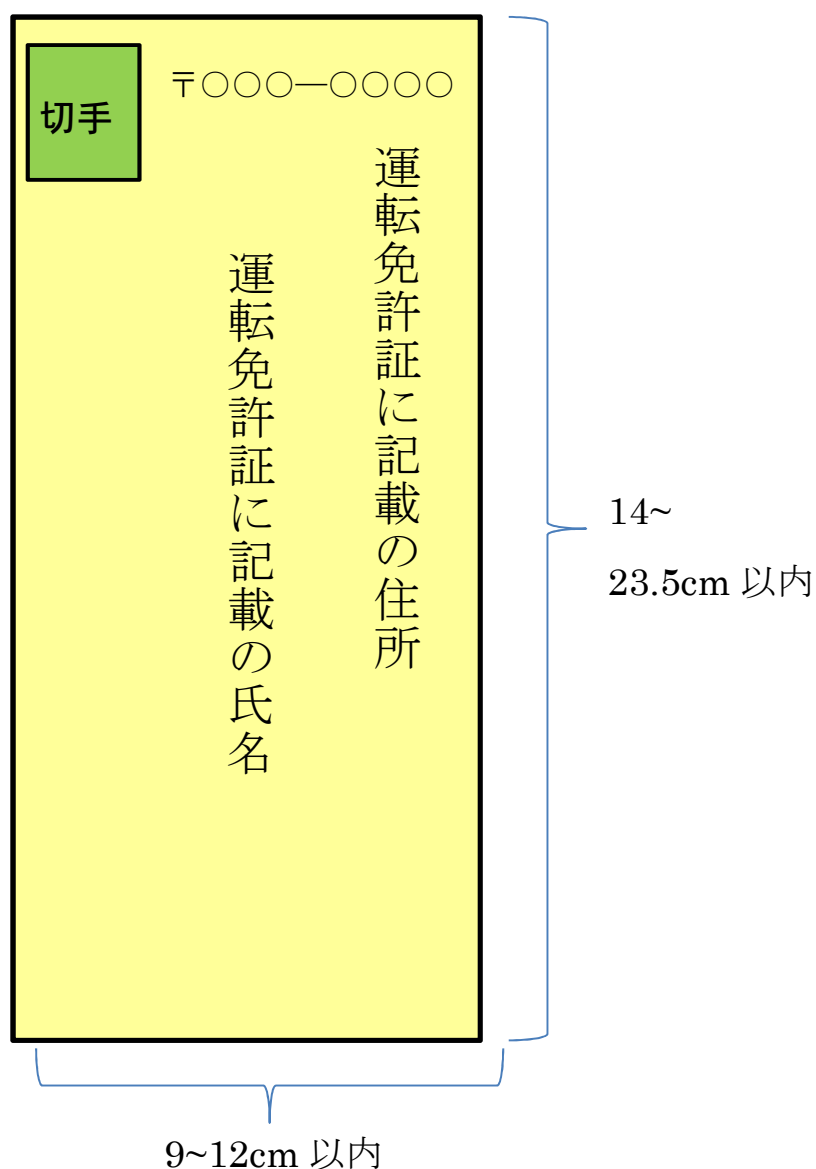 切手
〒○○○―○○○○
運転免許証に記載の住所
運転免許証に記載の氏名
14~
23.5cm 以内
9~12cm 以内